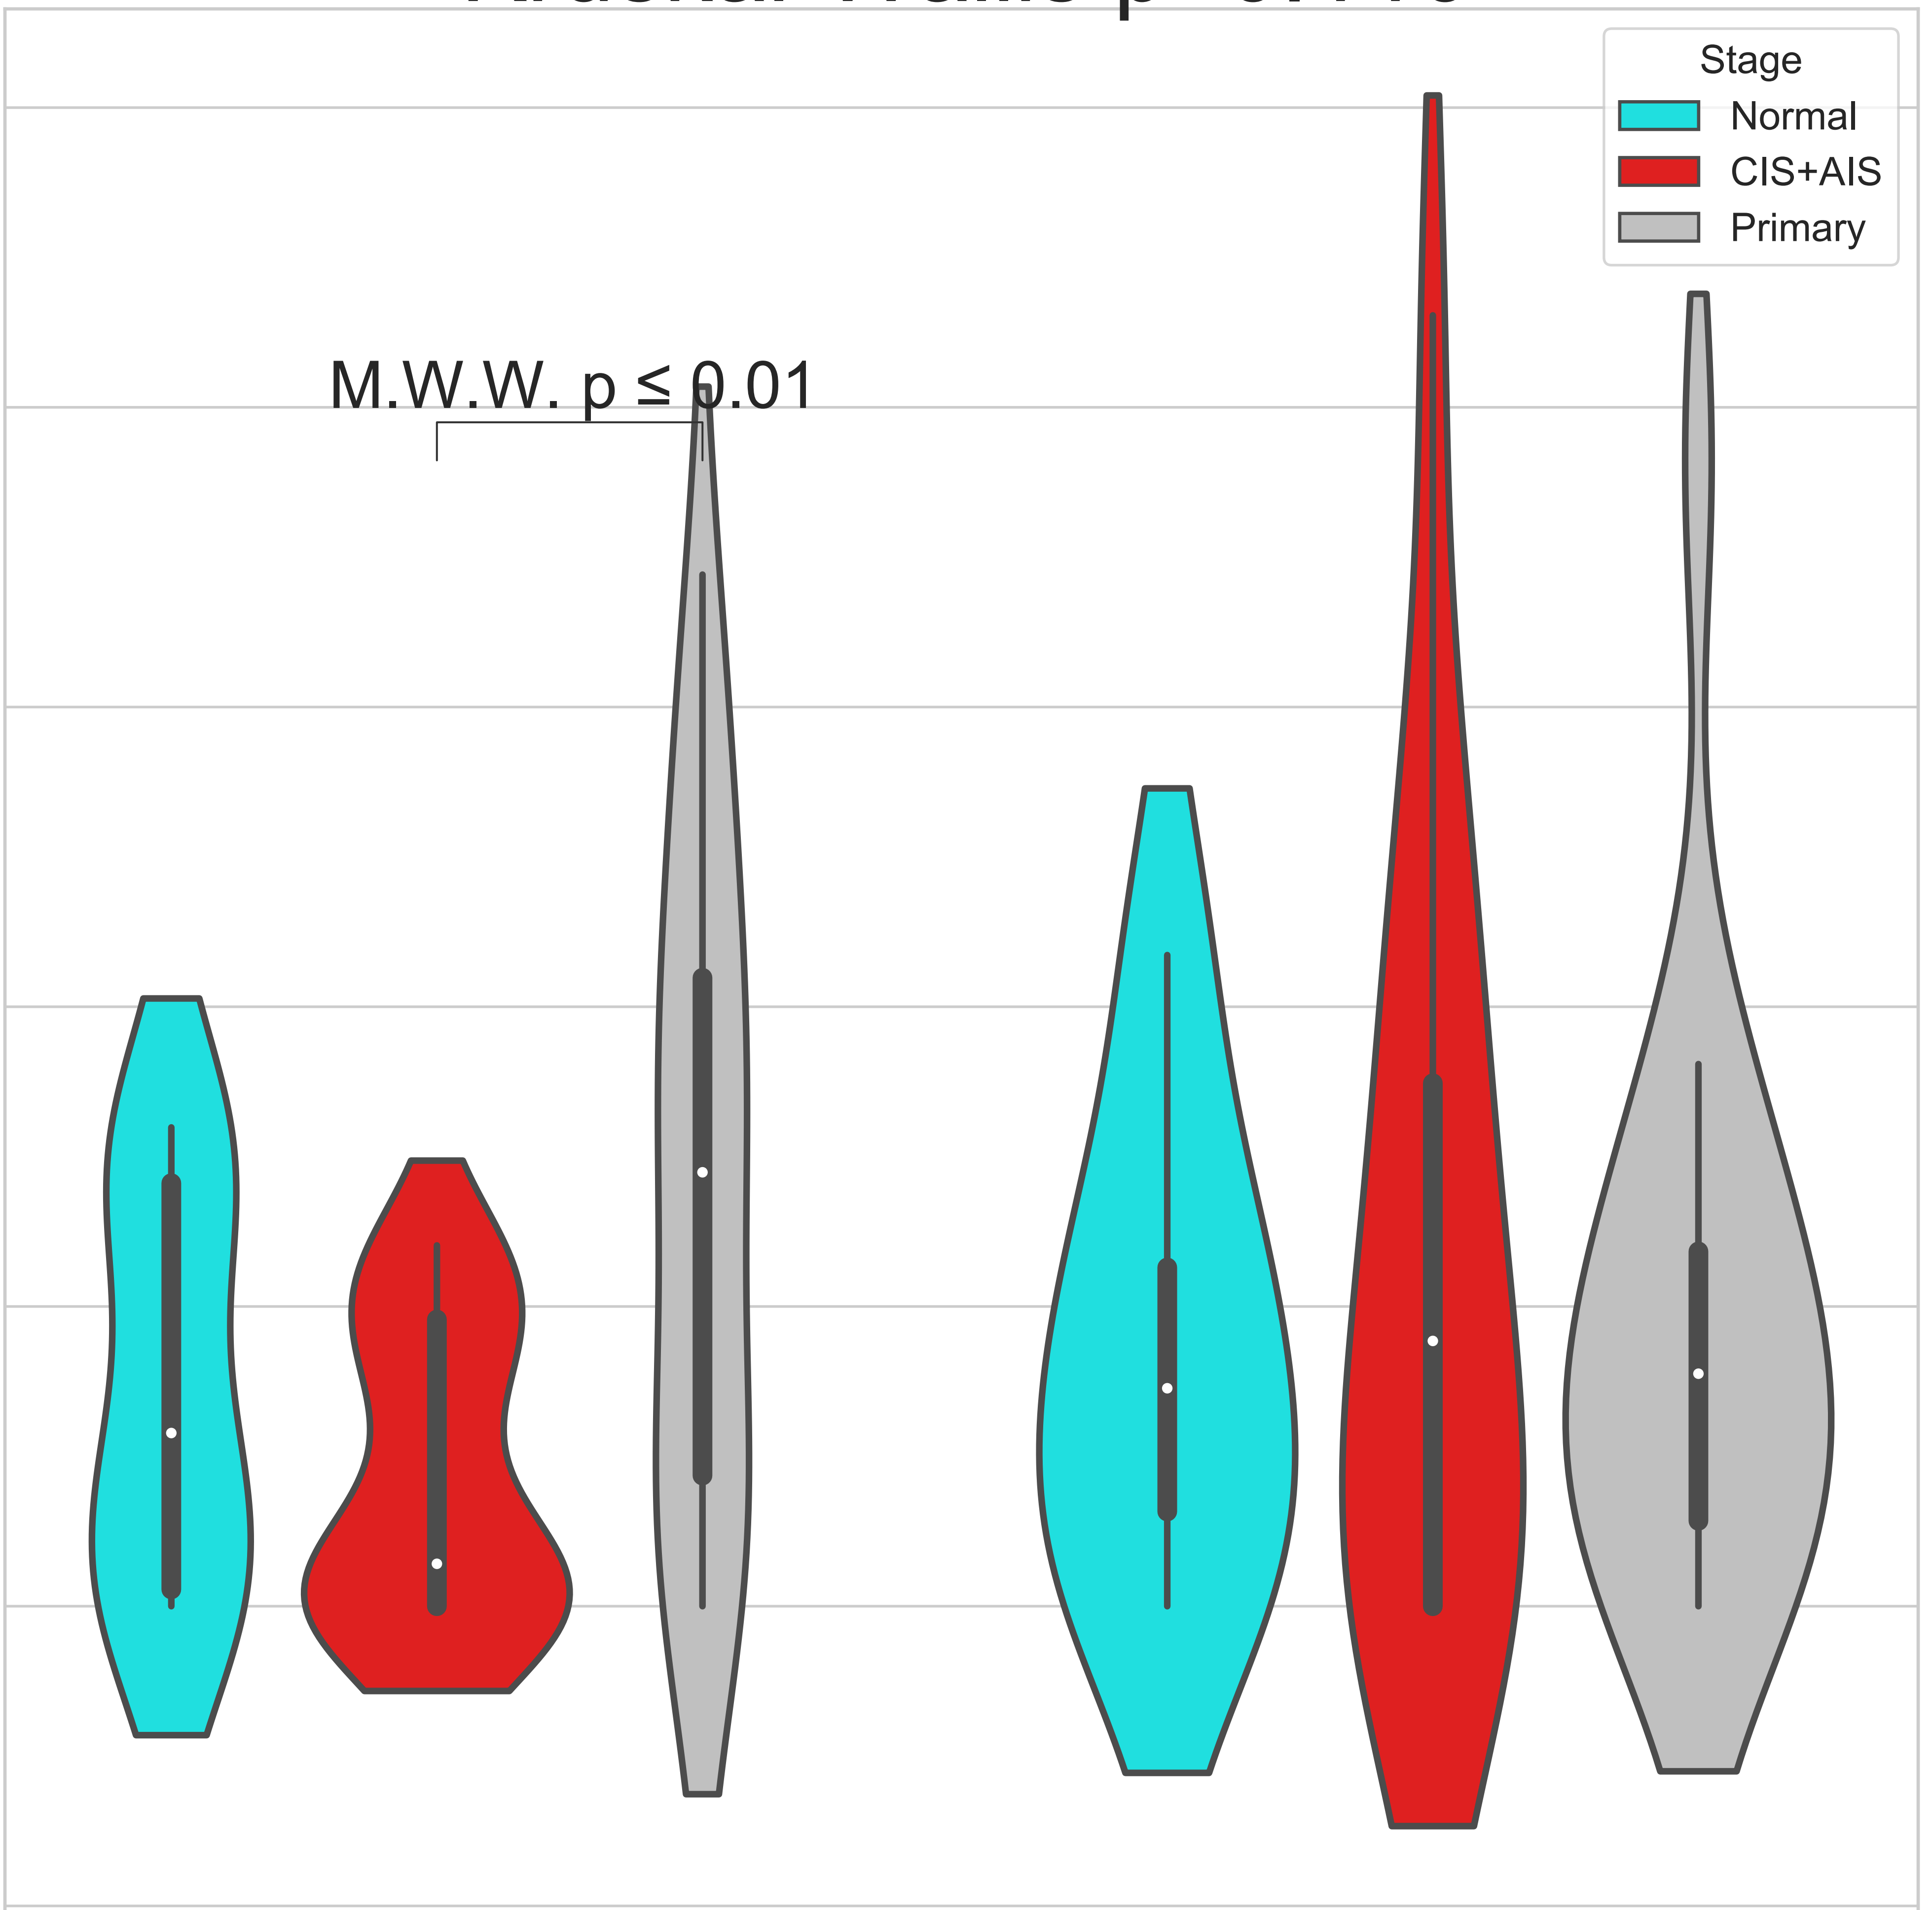 Stage
Normal
CIS+AIS
Primary
M.W.W. p ≤ 0.01